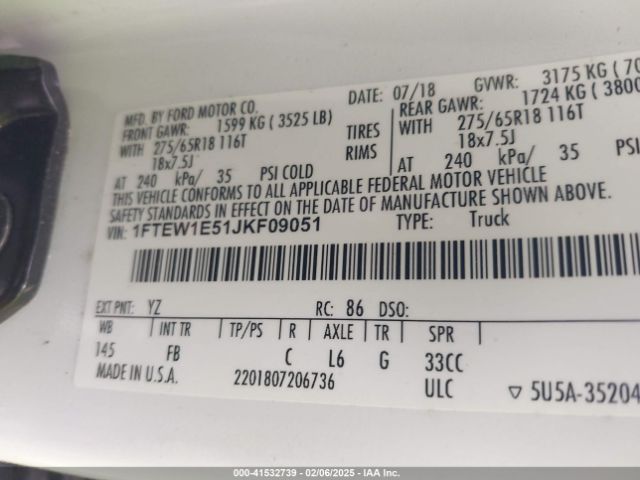 MFD. BY FORD MOTOR CO. DATE: 07/18 GVWR: 3175 KG
FRONT GAWR: 1599 KG ( 3525 LB) REAR GAWR: 1724 KG ( 3800
WITH 275/65R18 116T TIRES WITH 275/65R18 116T
18x7.5J RIMS 18x7.5J
AT 240 kPa/ 35 PSI COLD AT 240 kPa/ 35 PSI
THIS VEHICLE CONFORMS TO ALL APPLICABLE FEDERAL MOTOR VEHICLE
SAFETY STANDARDS IN EFFECT ON THE DATE OF MANUFACTURE SHOWN ABOVE.
VIN: 1FTEW1E51JKF09051 TYPE: Truck
EXT PNT: YZ RC: 86 DSO:
WB INT TR TP/PS R AXLE TR SPR
145 FB C L6 G 33CC
MADE IN U.S.A. 2201807206736 ULC ▽ 5U5A-35204
000-41532739 - 02/06/2025 - IAA Inc.